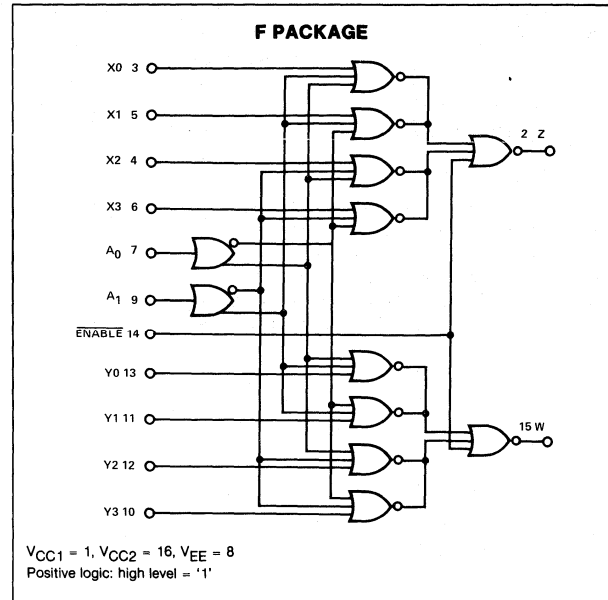 F PACKAGE
X0 3
X1 5
2 Z
X2 4
X3 6
A0 7
A1 9
ENABLE 14
Y0 13
Y1 11
15 W
Y2 12
Y3 10
VCC1 = 1, VCC2 = 16, VEE = 8
Positive logic: high level = '1'